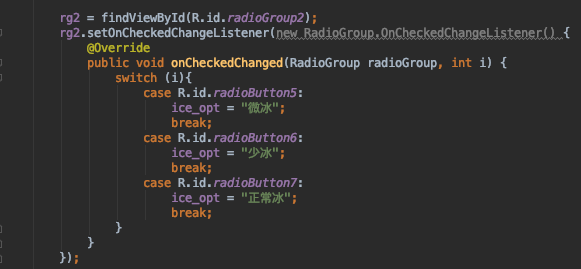 rg2 = findViewById(R.id.radioGroup2);
rg2.setOnCheckedChangeListener(new RadioGroup.OnCheckedChangeListener() {
@Override
public void onCheckedChanged(RadioGroup radioGroup, int i) {
switch (i){
case R.id.radioButton5:
ice_opt = "微冰";
break;
case R.id.radioButton6:
ice_opt = "少冰";
break;
case R.id.radioButton7:
ice_opt = "正常冰";
break;
}
}
});